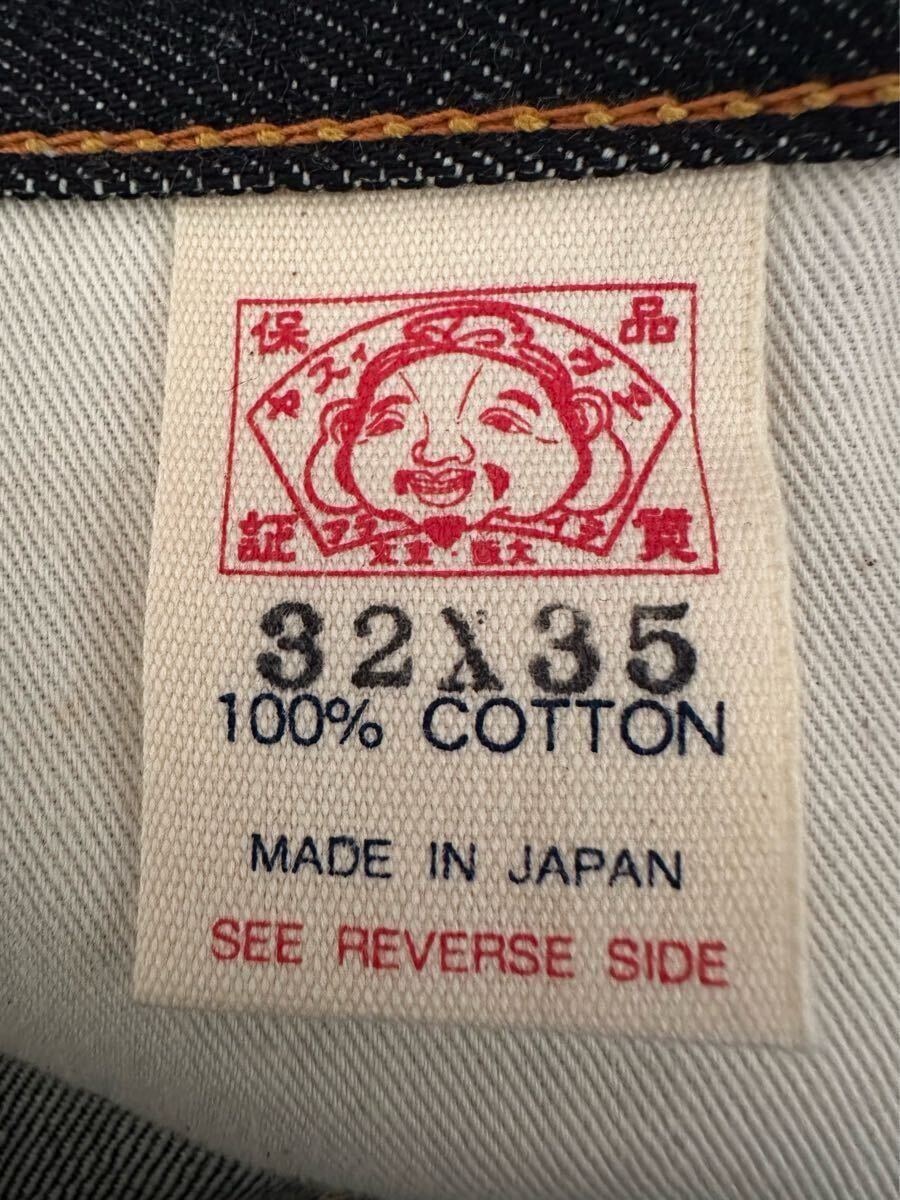 品質
保証
32X35
100% COTTON
MADE IN JAPAN
SEE REVERSE SIDE